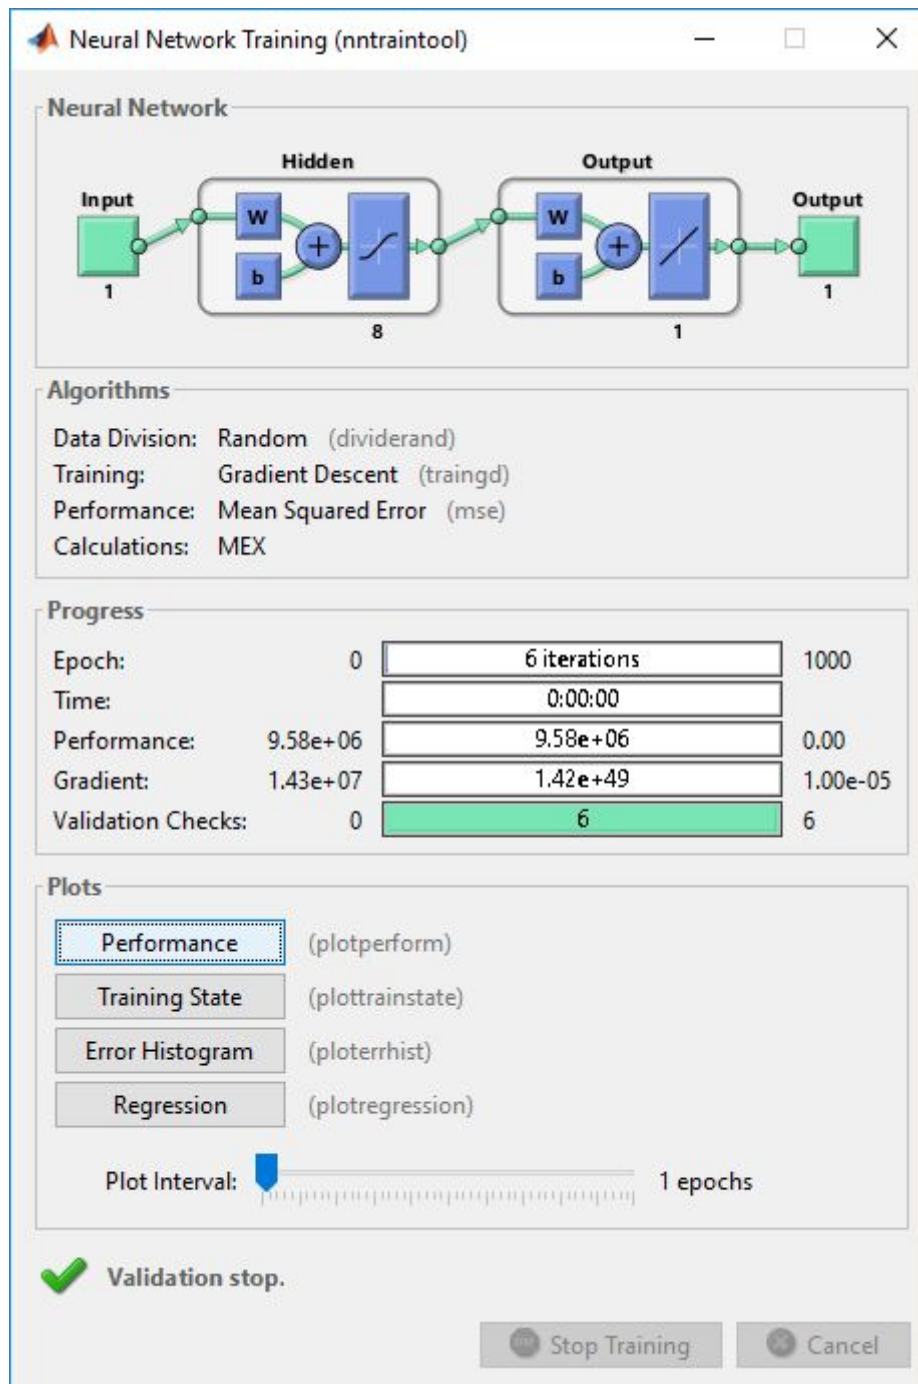 Neural Network Training (nntraintool)
Neural Network
Hidden
Output
Input
Output
W
W
b
b
1
8
1
1
Algorithms
Data Division: Random (dividerand)
Training: Gradient Descent (traingd)
Performance: Mean Squared Error (mse)
Calculations: MEX
Progress
Epoch: 0 6 iterations 1000
Time: 0:00:00
Performance: 9.58e+06 9.58e+06 0.00
Gradient: 1.43e+07 1.42e+49 1.00e-05
Validation Checks: 0 6 6
Plots
Performance (plotperform)
Training State (plottrainstate)
Error Histogram (ploterrhist)
Regression (plotregression)
Plot Interval: 1 epochs
Validation stop.
Stop Training Cancel